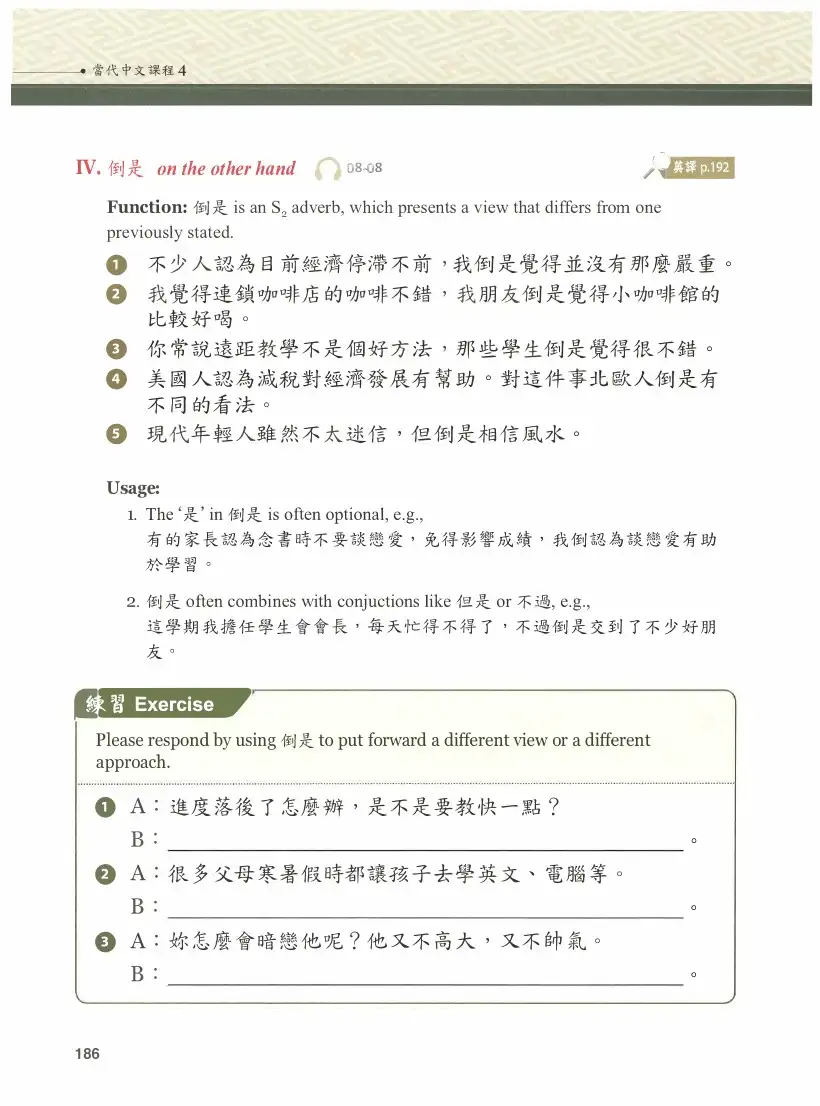 • 當代中文課程 4
IV. 倒是 on the other hand 08-08 英譯 p.192
Function: 倒是 is an S₂ adverb, which presents a view that differs from one
previously stated.
1 不少人認為目前經濟停滯不前，我倒是覺得並沒有那麼嚴重。
2 我覺得連鎖咖啡店的咖啡不錯，我朋友倒是覺得小咖啡館的
比較好喝。
3 你常說遠距教學不是個好方法，那些學生倒是覺得很不錯。
4 美國人認為減稅對經濟發展有幫助。對這件事北歐人倒是有
不同的看法。
5 現代年輕人雖然不太迷信，但倒是相信風水。
Usage:
1. The ‘是’ in 倒是 is often optional, e.g.,
有的家長認為念書時不要談戀愛，免得影響成績，我倒認為談戀愛有助
於學習。
2. 倒是 often combines with conjuctions like 但是 or 不過, e.g.,
這學期我擔任學生會會長，每天忙得不得了，不過倒是交到了不少好朋
友。
練習 Exercise
Please respond by using 倒是 to put forward a different view or a different
approach.
1 A：進度落後了怎麼辦，是不是要教快一點？
B：。
2 A：很多父母寒暑假時都讓孩子去學英文、電腦等。
B：。
3 A：妳怎麼會暗戀他呢？他又不高大，又不帥氣。
B：。
186